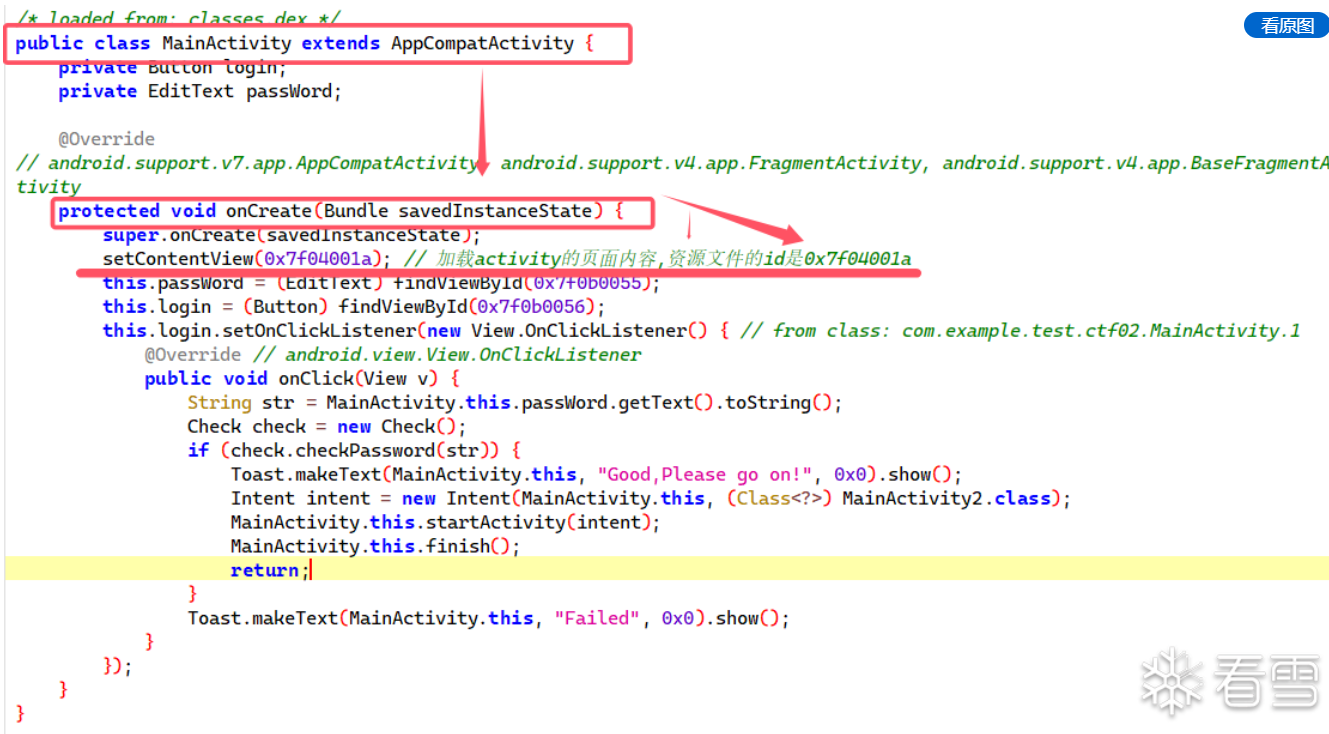 /* loaded from: classes.dex */
看原图
public class MainActivity extends AppCompatActivity {
private Button login;
private EditText passWord;
@Override
// android.support.v7.app.AppCompatActivity, android.support.v4.app.FragmentActivity, android.support.v4.app.BaseFragmentA
tivity
protected void onCreate(Bundle savedInstanceState) {
super.onCreate(savedInstanceState);
setContentView(0x7f04001a); // 加载activity的页面内容,资源文件的id是0x7f04001a
this.passWord = (EditText) findViewById(0x7f0b0055);
this.login = (Button) findViewById(0x7f0b0056);
this.login.setOnClickListener(new View.OnClickListener() { // from class: com.example.test.ctf02.MainActivity.1
@Override // android.view.View.OnClickListener
public void onClick(View v) {
String str = MainActivity.this.passWord.getText().toString();
Check check = new Check();
if (check.checkPassword(str)) {
Toast.makeText(MainActivity.this, "Good,Please go on!", 0x0).show();
Intent intent = new Intent(MainActivity.this, (Class<?>) MainActivity2.class);
MainActivity.this.startActivity(intent);
MainActivity.this.finish();
return;
}
Toast.makeText(MainActivity.this, "Failed", 0x0).show();
}
});
}
}
看雪